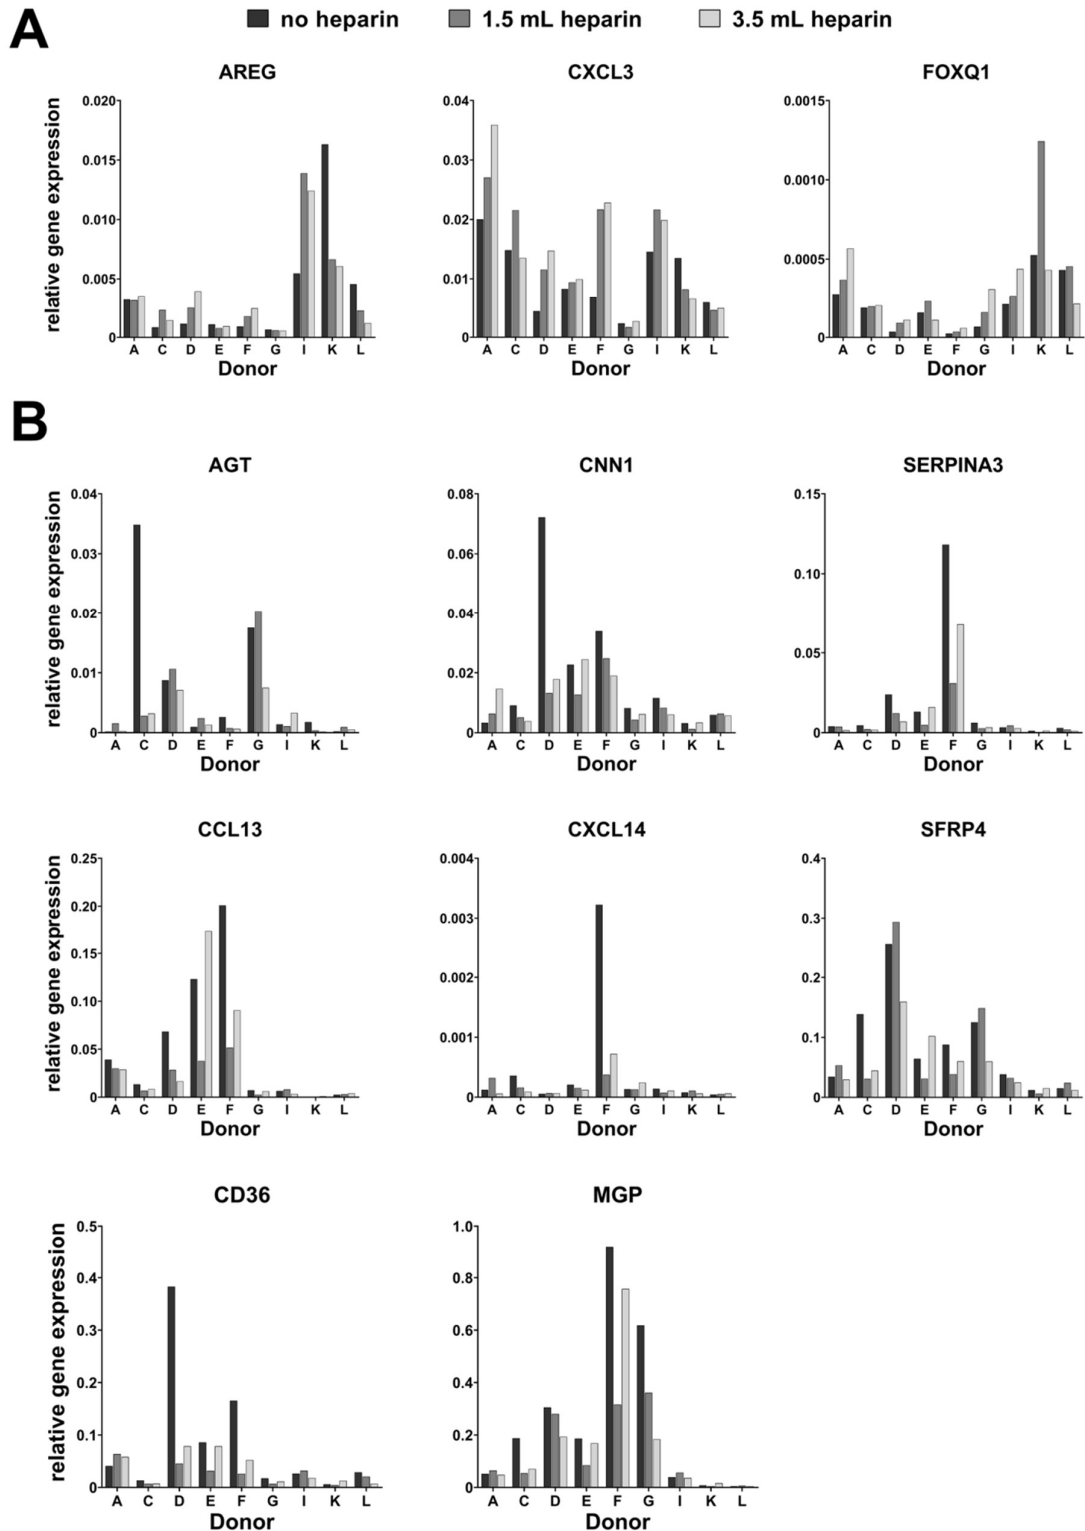 A
no heparin 1.5 mL heparin 3.5 mL heparin
AREG CXCL3 FOXQ1
relative gene expression
0.020
0.015
0.010
0.005
0
A C D E F G I K L
Donor
0.04
0.03
0.02
0.01
0
A C D E F G I K L
Donor
0.0015
0.0010
0.0005
0
A C D E F G I K L
Donor
B
AGT CNN1 SERPINA3
relative gene expression
0.04
0.03
0.02
0.01
0
A C D E F G I K L
Donor
0.08
0.06
0.04
0.02
0
A C D E F G I K L
Donor
0.15
0.10
0.05
0
A C D E F G I K L
Donor
CCL13 CXCL14 SFRP4
relative gene expression
0.25
0.20
0.15
0.10
0.05
0
A C D E F G I K L
Donor
0.004
0.003
0.002
0.001
0
A C D E F G I K L
Donor
0.4
0.3
0.2
0.1
0
A C D E F G I K L
Donor
CD36 MGP
relative gene expression
0.5
0.4
0.3
0.2
0.1
0
A C D E F G I K L
Donor
1.0
0.8
0.6
0.4
0.2
0
A C D E F G I K L
Donor